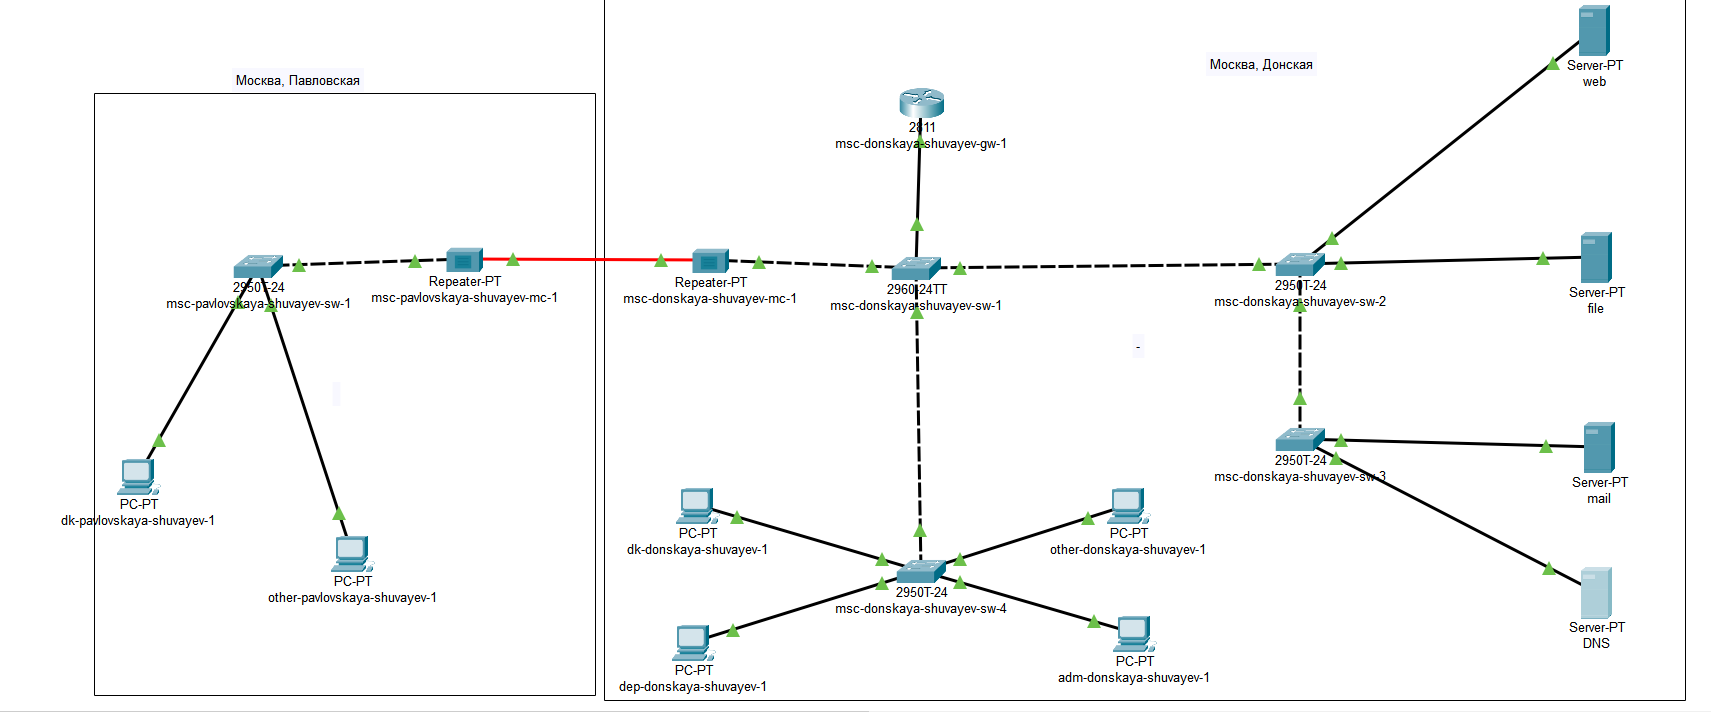 Москва, Павловская
Москва, Донская
Server-PT
web
2811
msc-donskaya-shuvayev-gw-1
2950T-24
msc-pavlovskaya-shuvayev-sw-1
Repeater-PT
msc-pavlovskaya-shuvayev-mc-1
Repeater-PT
msc-donskaya-shuvayev-mc-1
2960-24TT
msc-donskaya-shuvayev-sw-1
2950T-24
msc-donskaya-shuvayev-sw-2
Server-PT
file
-
2950T-24
msc-donskaya-shuvayev-sw-3
Server-PT
mail
PC-PT
dk-pavlovskaya-shuvayev-1
PC-PT
other-pavlovskaya-shuvayev-1
PC-PT
dk-donskaya-shuvayev-1
PC-PT
other-donskaya-shuvayev-1
2950T-24
msc-donskaya-shuvayev-sw-4
PC-PT
dep-donskaya-shuvayev-1
PC-PT
adm-donskaya-shuvayev-1
Server-PT
DNS